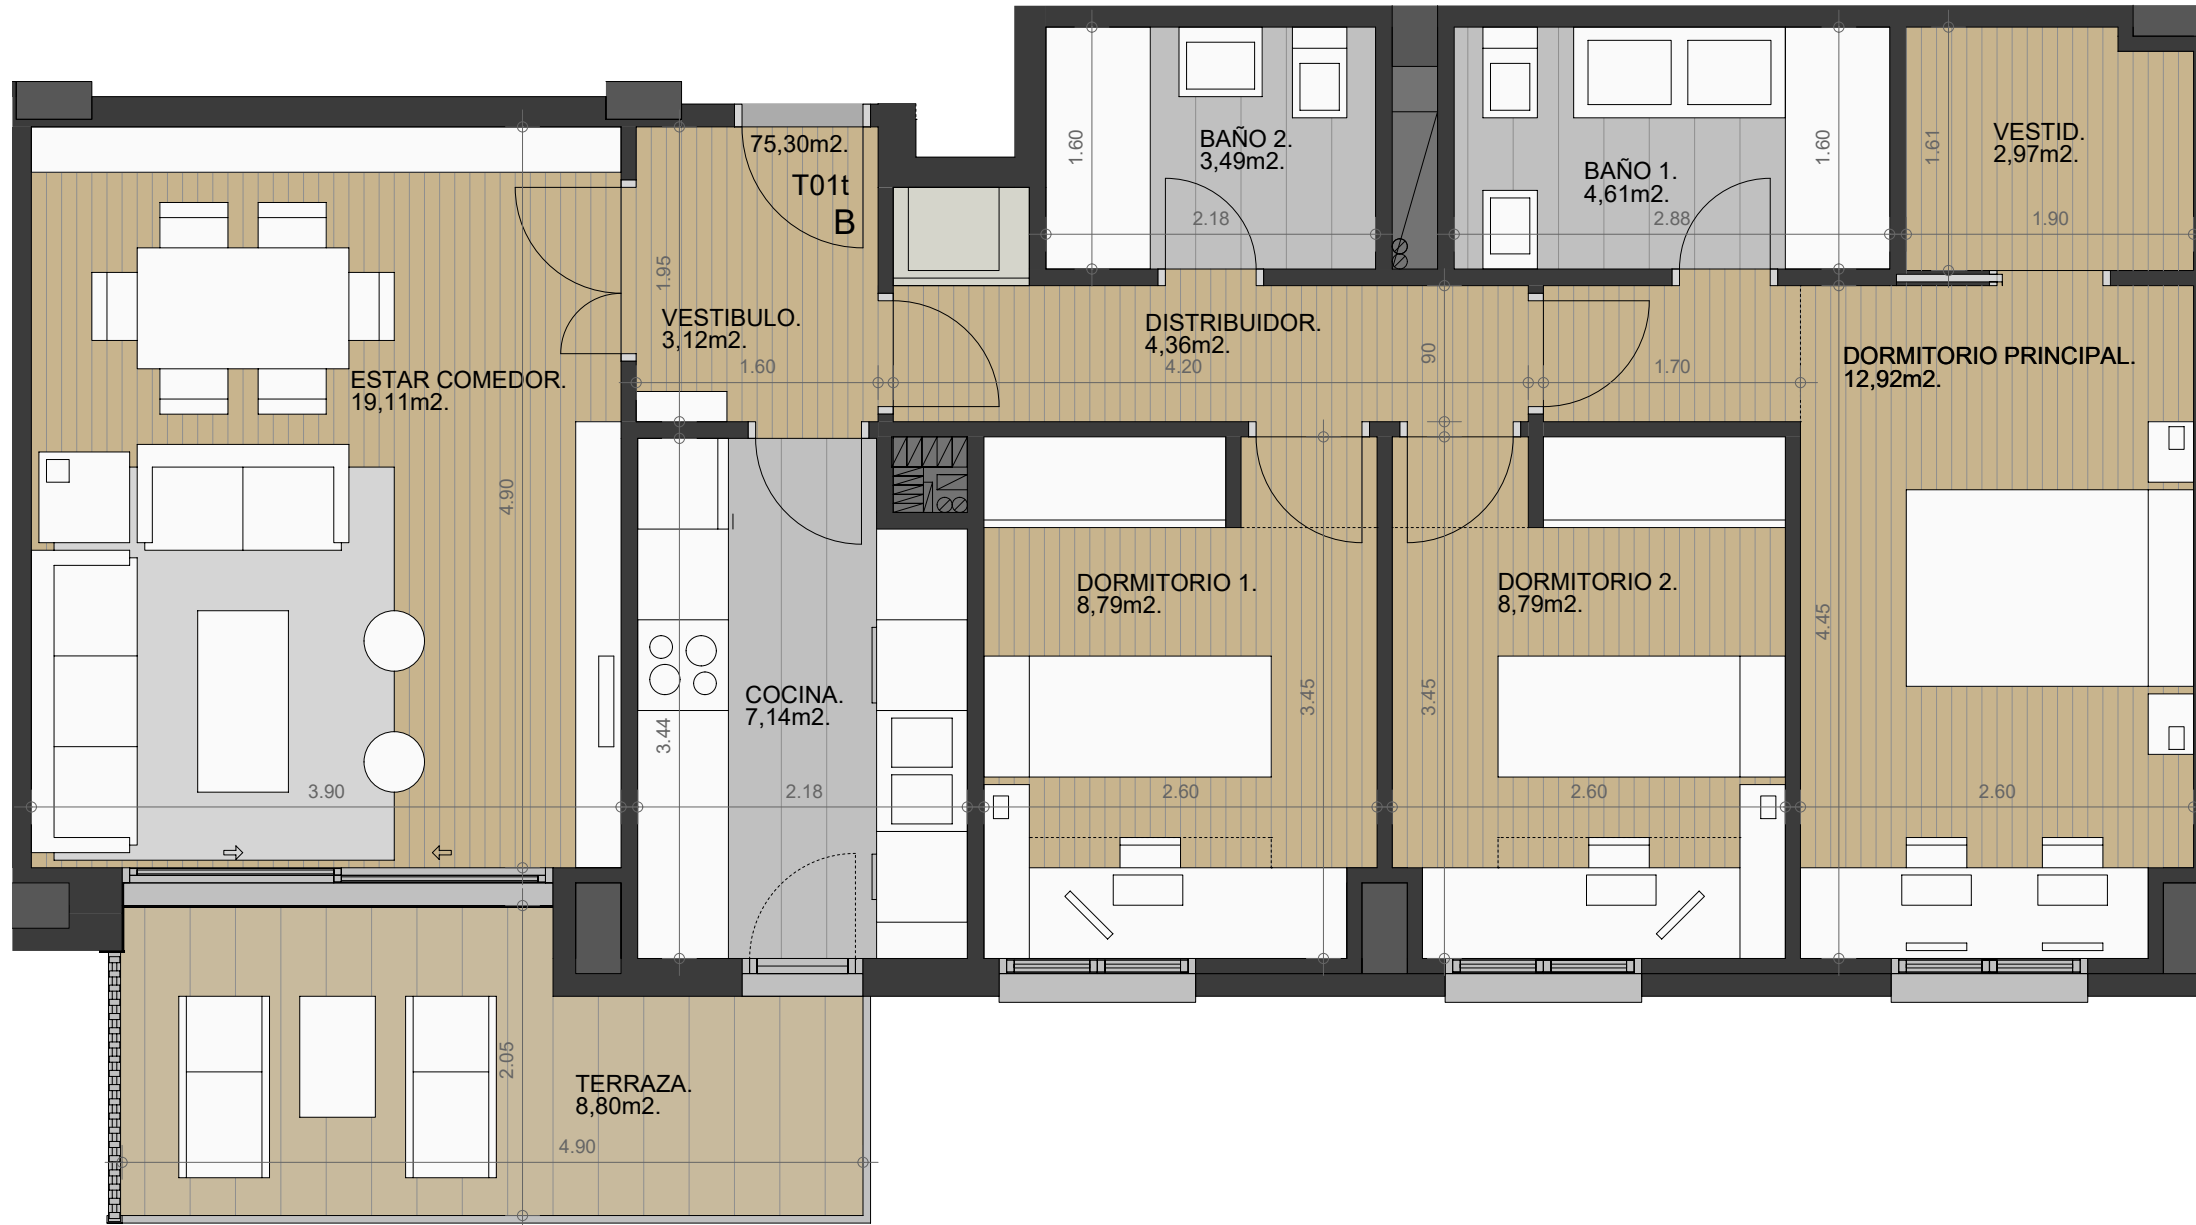 75,30m2.
T01t
B
BAÑO 2.
3,49m2.
1.60
2.18
BAÑO 1.
4,61m2.
1.60
2.88
VESTID.
2,97m2.
1.61
1.90
1.95
VESTIBULO.
3,12m2.
1.60
DISTRIBUIDOR.
4,36m2.
4.20
90
1.70
DORMITORIO PRINCIPAL.
12,92m2.
ESTAR COMEDOR.
19,11m2.
4.90
3.90
COCINA.
7,14m2.
3.44
2.18
DORMITORIO 1.
8,79m2.
3.45
2.60
DORMITORIO 2.
8,79m2.
3.45
2.60
4.45
2.60
TERRAZA.
8,80m2.
2.05
4.90